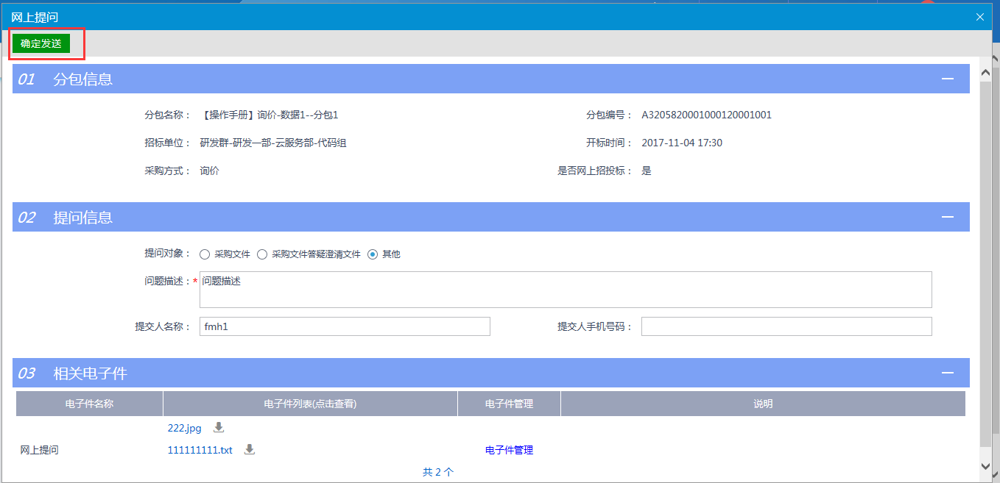 网上提问
确定发送
01 分包信息
分包名称： 【操作手册】询价-数据1--分包1 分包编号： A3205820001000120001001
招标单位： 研发群-研发一部-云服务部-代码组 开标时间： 2017-11-04 17:30
采购方式： 询价 是否网上招投标： 是
02 提问信息
提问对象： 采购文件 采购文件答疑澄清文件 其他
问题描述：* 问题描述
提交人名称： fmh1 提交人手机号码：
03 相关电子件
电子件名称 电子件列表(点击查看) 电子件管理 说明
222.jpg
网上提问 111111111.txt 电子件管理
共 2 个